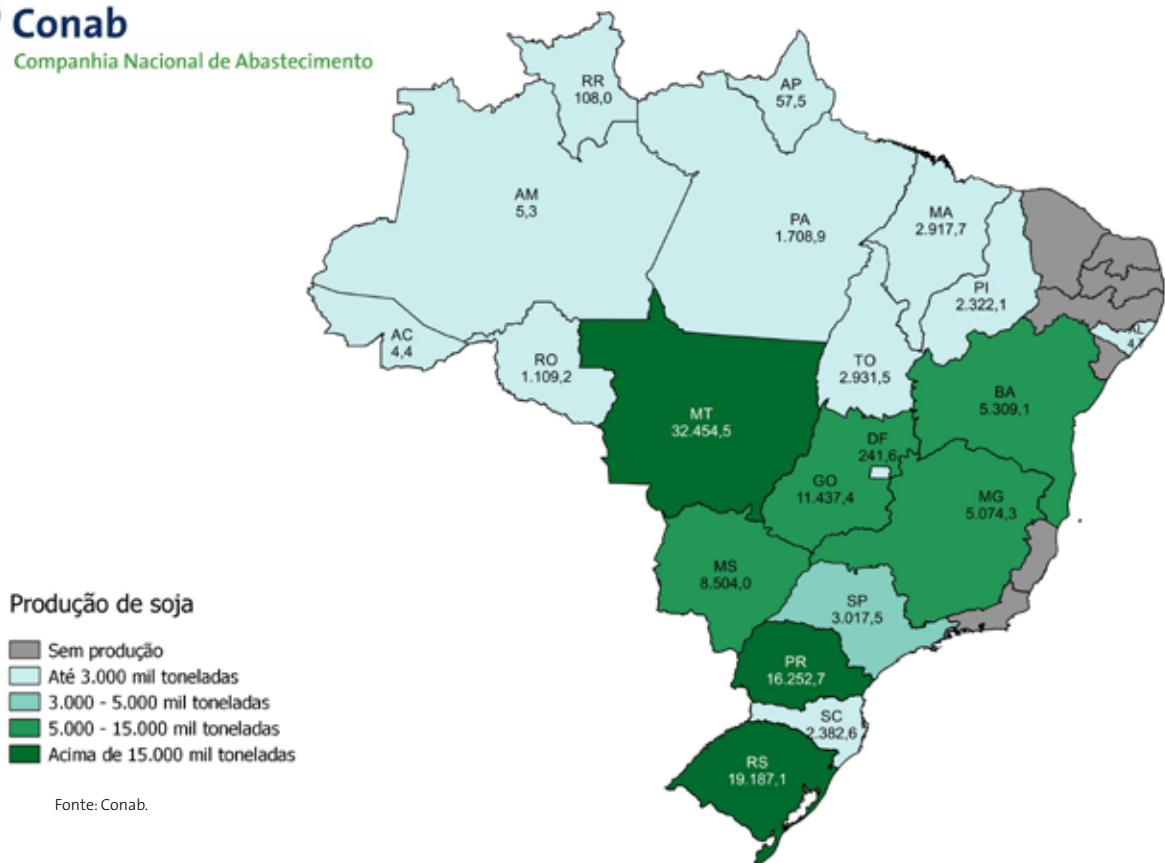 Conab
Companhia Nacional de Abastecimento
RR
108,0
AP
57,5
AM
5,3
PA
1.708,9
MA
2.917,7
PI
2.322,1
AC
4,4
RO
1.109,2
TO
2.931,5
BA
5.309,1
MT
32.454,5
DF
241,6
GO
11.437,4
MG
5.074,3
MS
8.504,0
SP
3.017,5
PR
16.252,7
SC
2.382,6
RS
19.187,1
Produção de soja
Sem produção
Até 3.000 mil toneladas
3.000 - 5.000 mil toneladas
5.000 - 15.000 mil toneladas
Acima de 15.000 mil toneladas
Fonte: Conab.